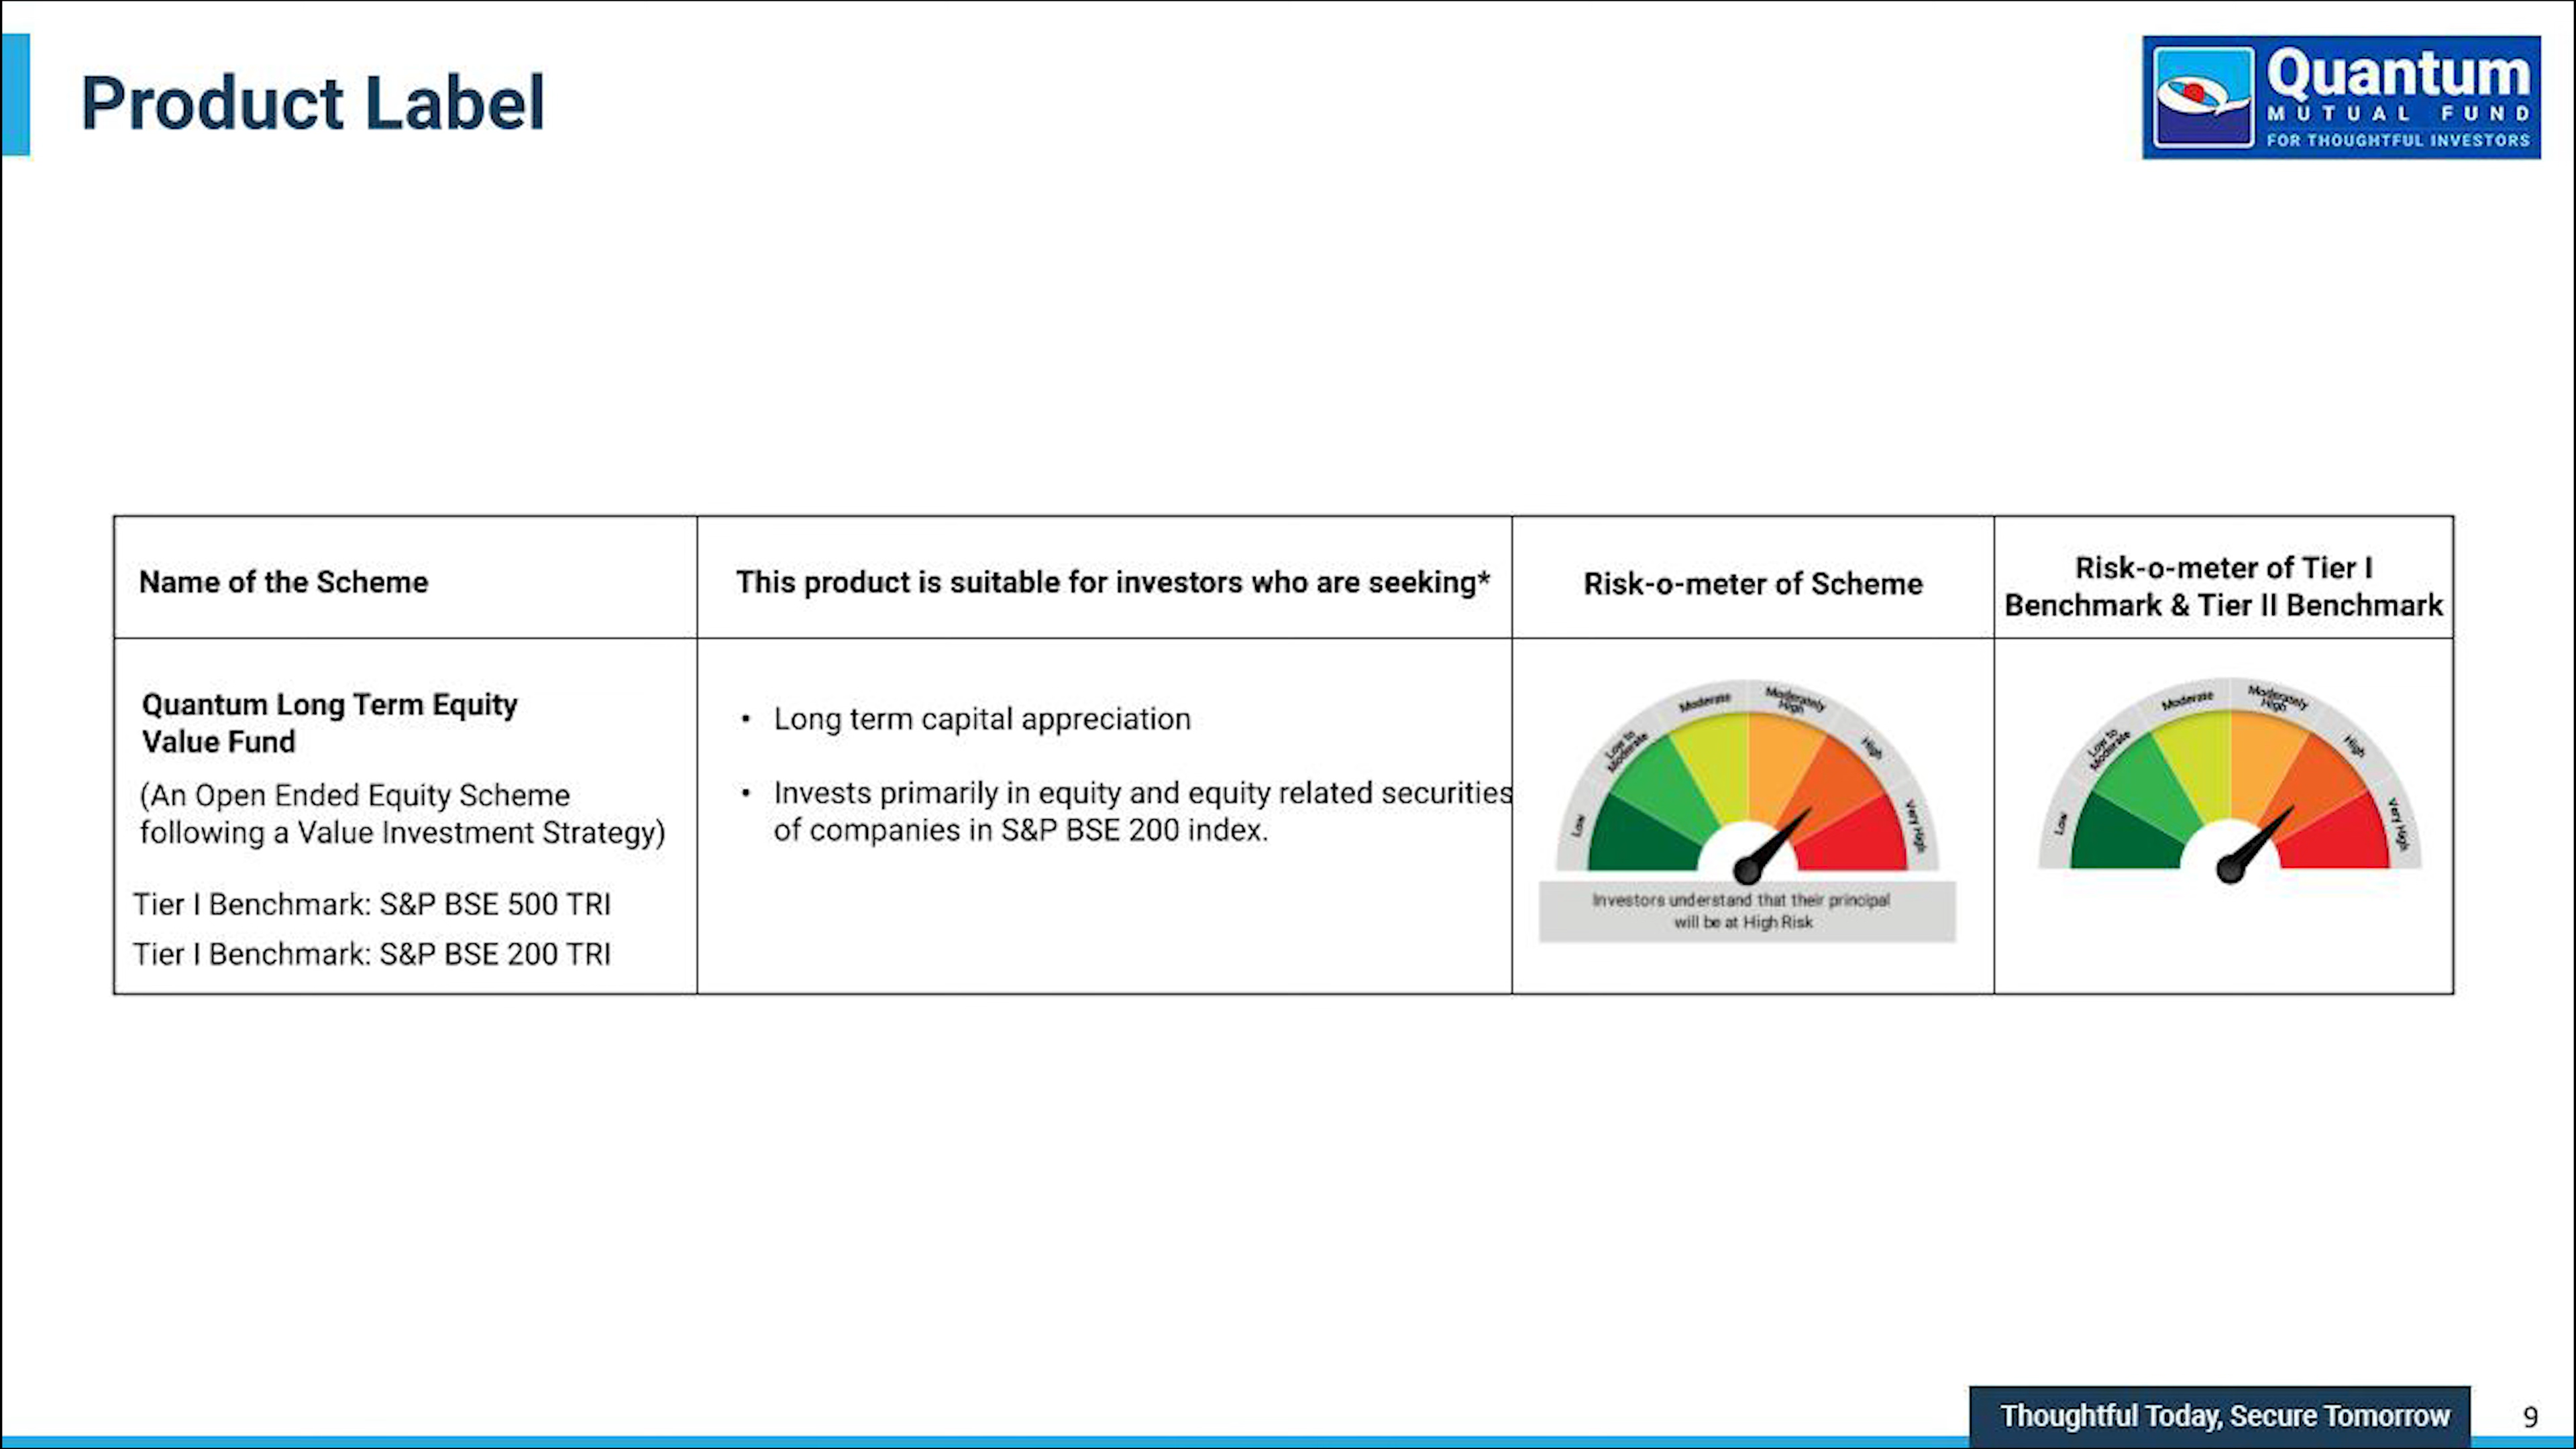 Product Label
Quantum
MUTUAL FUND
FOR THOUGHTFUL INVESTORS
Name of the Scheme
This product is suitable for investors who are seeking*
Risk-o-meter of Scheme
Risk-o-meter of Tier I
Benchmark & Tier II Benchmark
Quantum Long Term Equity
Value Fund
(An Open Ended Equity Scheme
following a Value Investment Strategy)
Tier I Benchmark: S&P BSE 500 TRI
Tier I Benchmark: S&P BSE 200 TRI
• Long term capital appreciation
• Invests primarily in equity and equity related securities
of companies in S&P BSE 200 index.
Low
Low to
Moderate
Moderate
Moderately
High
High
Very High
Investors understand that their principal
will be at High Risk
Low
Low to
Moderate
Moderate
Moderately
High
High
Very High
Thoughtful Today, Secure Tomorrow
9